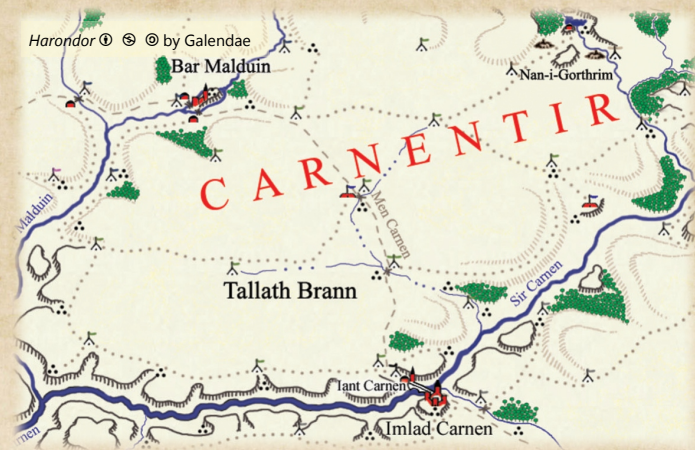 Harondor by Galendae
Bar Malduin
Nan-i-Gorthrim
CARNENTIR
Malduin
Men Carnen
Sir Carnen
Tallath Brann
Iant Carnen
Imlad Carnen